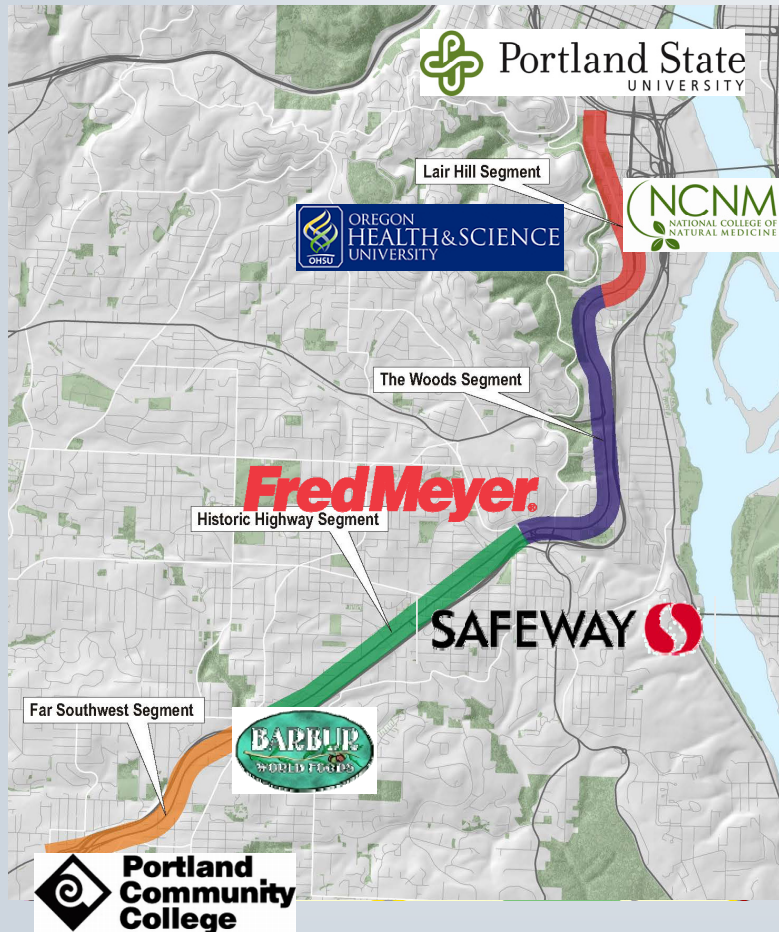 Portland State
UNIVERSITY
Lair Hill Segment
NCNM
NATIONAL COLLEGE OF
NATURAL MEDICINE
OREGON
HEALTH&SCIENCE
UNIVERSITY
OHSU
The Woods Segment
FredMeyer®
Historic Highway Segment
SAFEWAY
Far Southwest Segment
BARBUR
WORLD FOODS
Portland
Community
College